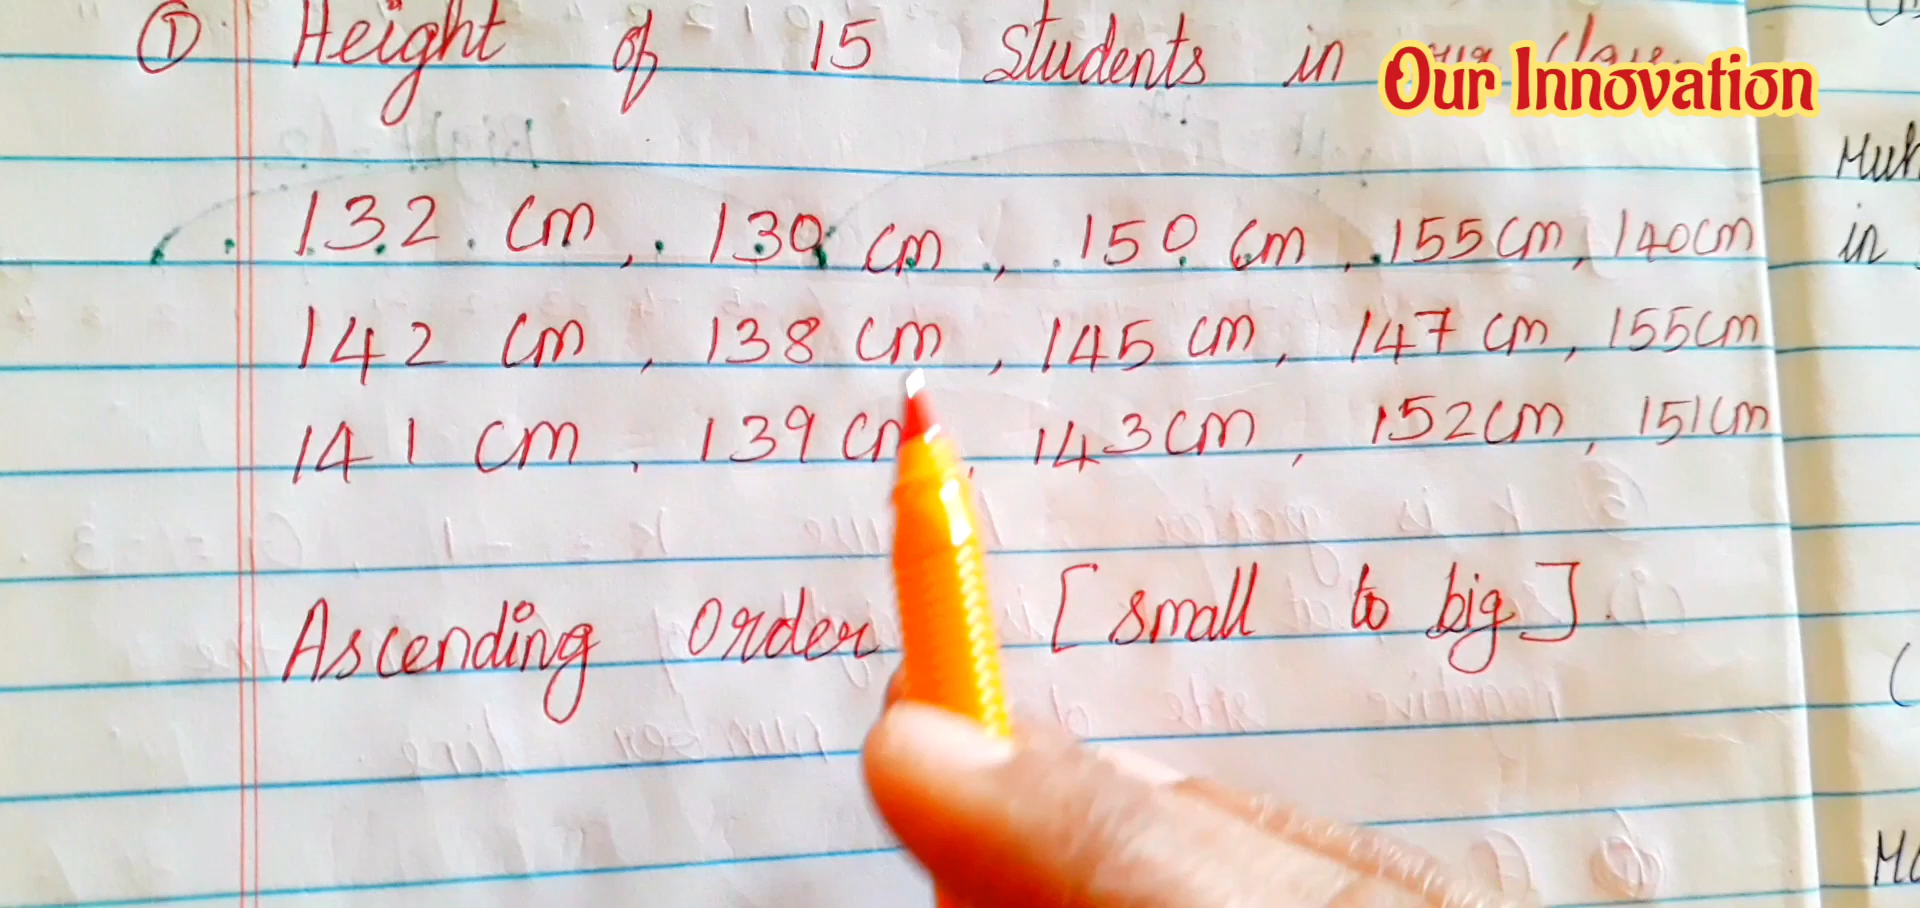 ① Height of 15 students in
Our Innovation
132 cm, 130 cm, 150 cm, 155cm, 140cm
142 cm, 138 cm, 145 cm, 147 cm, 155cm
141 cm, 139 cm, 143cm, 152cm, 151cm
Ascending Order [small to big].
in